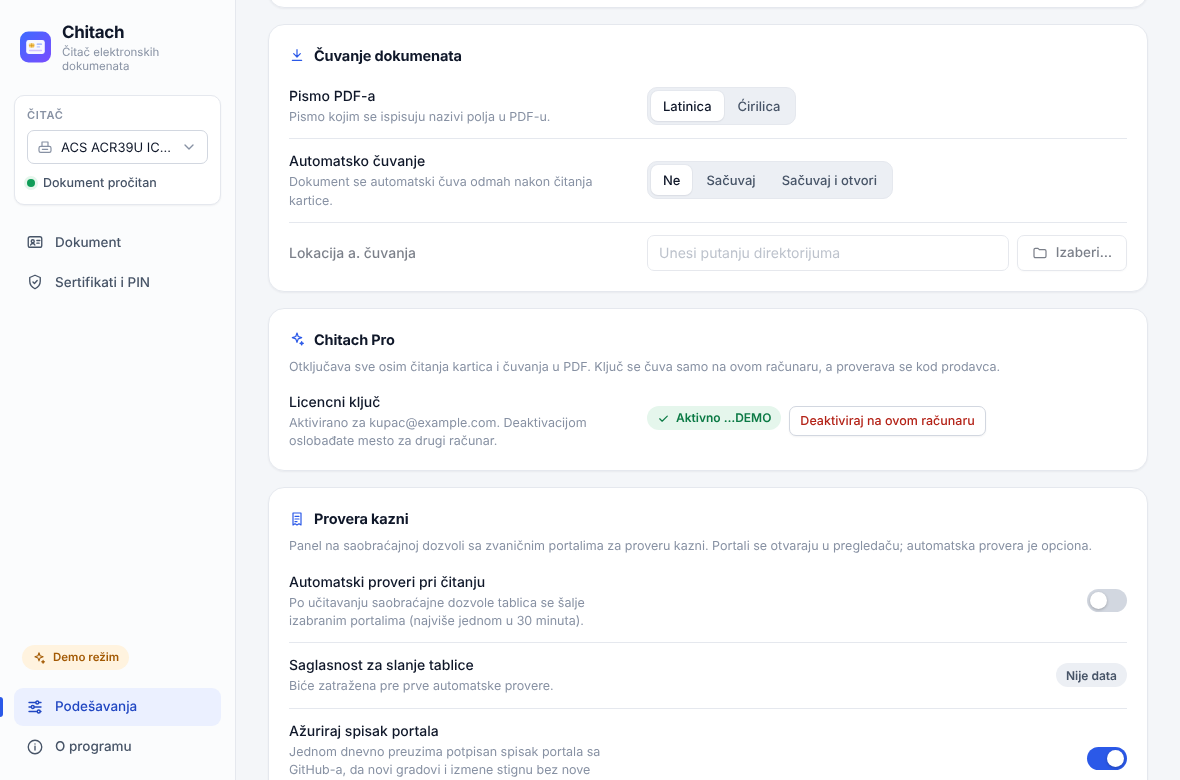 Chitach
Čitač elektronskih
dokumenata
ČITAČ
ACS ACR39U IC...
Dokument pročitan
Dokument
Sertifikati i PIN
Demo režim
Podešavanja
O programu
Čuvanje dokumenata
Pismo PDF-a
Pismo kojim se ispisuju nazivi polja u PDF-u.
Latinica Ćirilica
Automatsko čuvanje
Dokument se automatski čuva odmah nakon čitanja
kartice.
Ne Sačuvaj Sačuvaj i otvori
Lokacija a. čuvanja
Unesi putanju direktorijuma
Izaberi...
Chitach Pro
Otključava sve osim čitanja kartica i čuvanja u PDF. Ključ se čuva samo na ovom računaru, a proverava se kod prodavca.
Licencni ključ
Aktivirano za kupac@example.com. Deaktivacijom
oslobađate mesto za drugi računar.
Aktivno ...DEMO
Deaktiviraj na ovom računaru
Provera kazni
Panel na saobraćajnoj dozvoli sa zvaničnim portalima za proveru kazni. Portali se otvaraju u pregledaču; automatska provera je opciona.
Automatski proveri pri čitanju
Po učitavanju saobraćajne dozvole tablica se šalje
izabranim portalima (najviše jednom u 30 minuta).
Saglasnost za slanje tablice
Biće zatražena pre prve automatske provere.
Nije data
Ažuriraj spisak portala
Jednom dnevno preuzima potpisan spisak portala sa
GitHub-a, da novi gradovi i izmene stignu bez nove